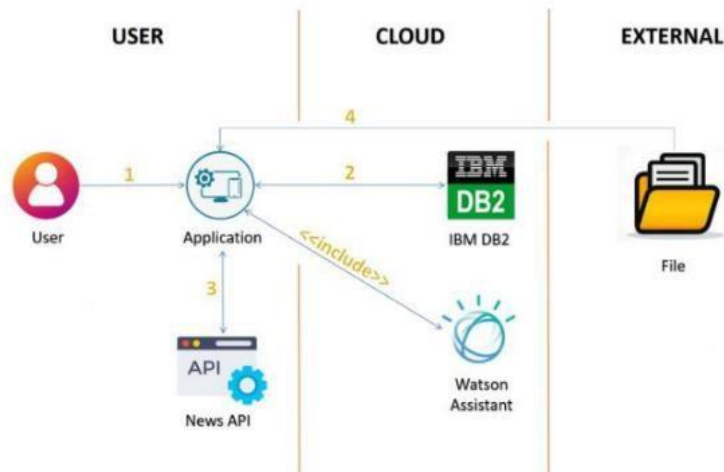 USER
CLOUD
EXTERNAL
4
1
2
IBM
DB2
User
Application
IBM DB2
File
<<include>>
3
API
News API
Watson
Assistant